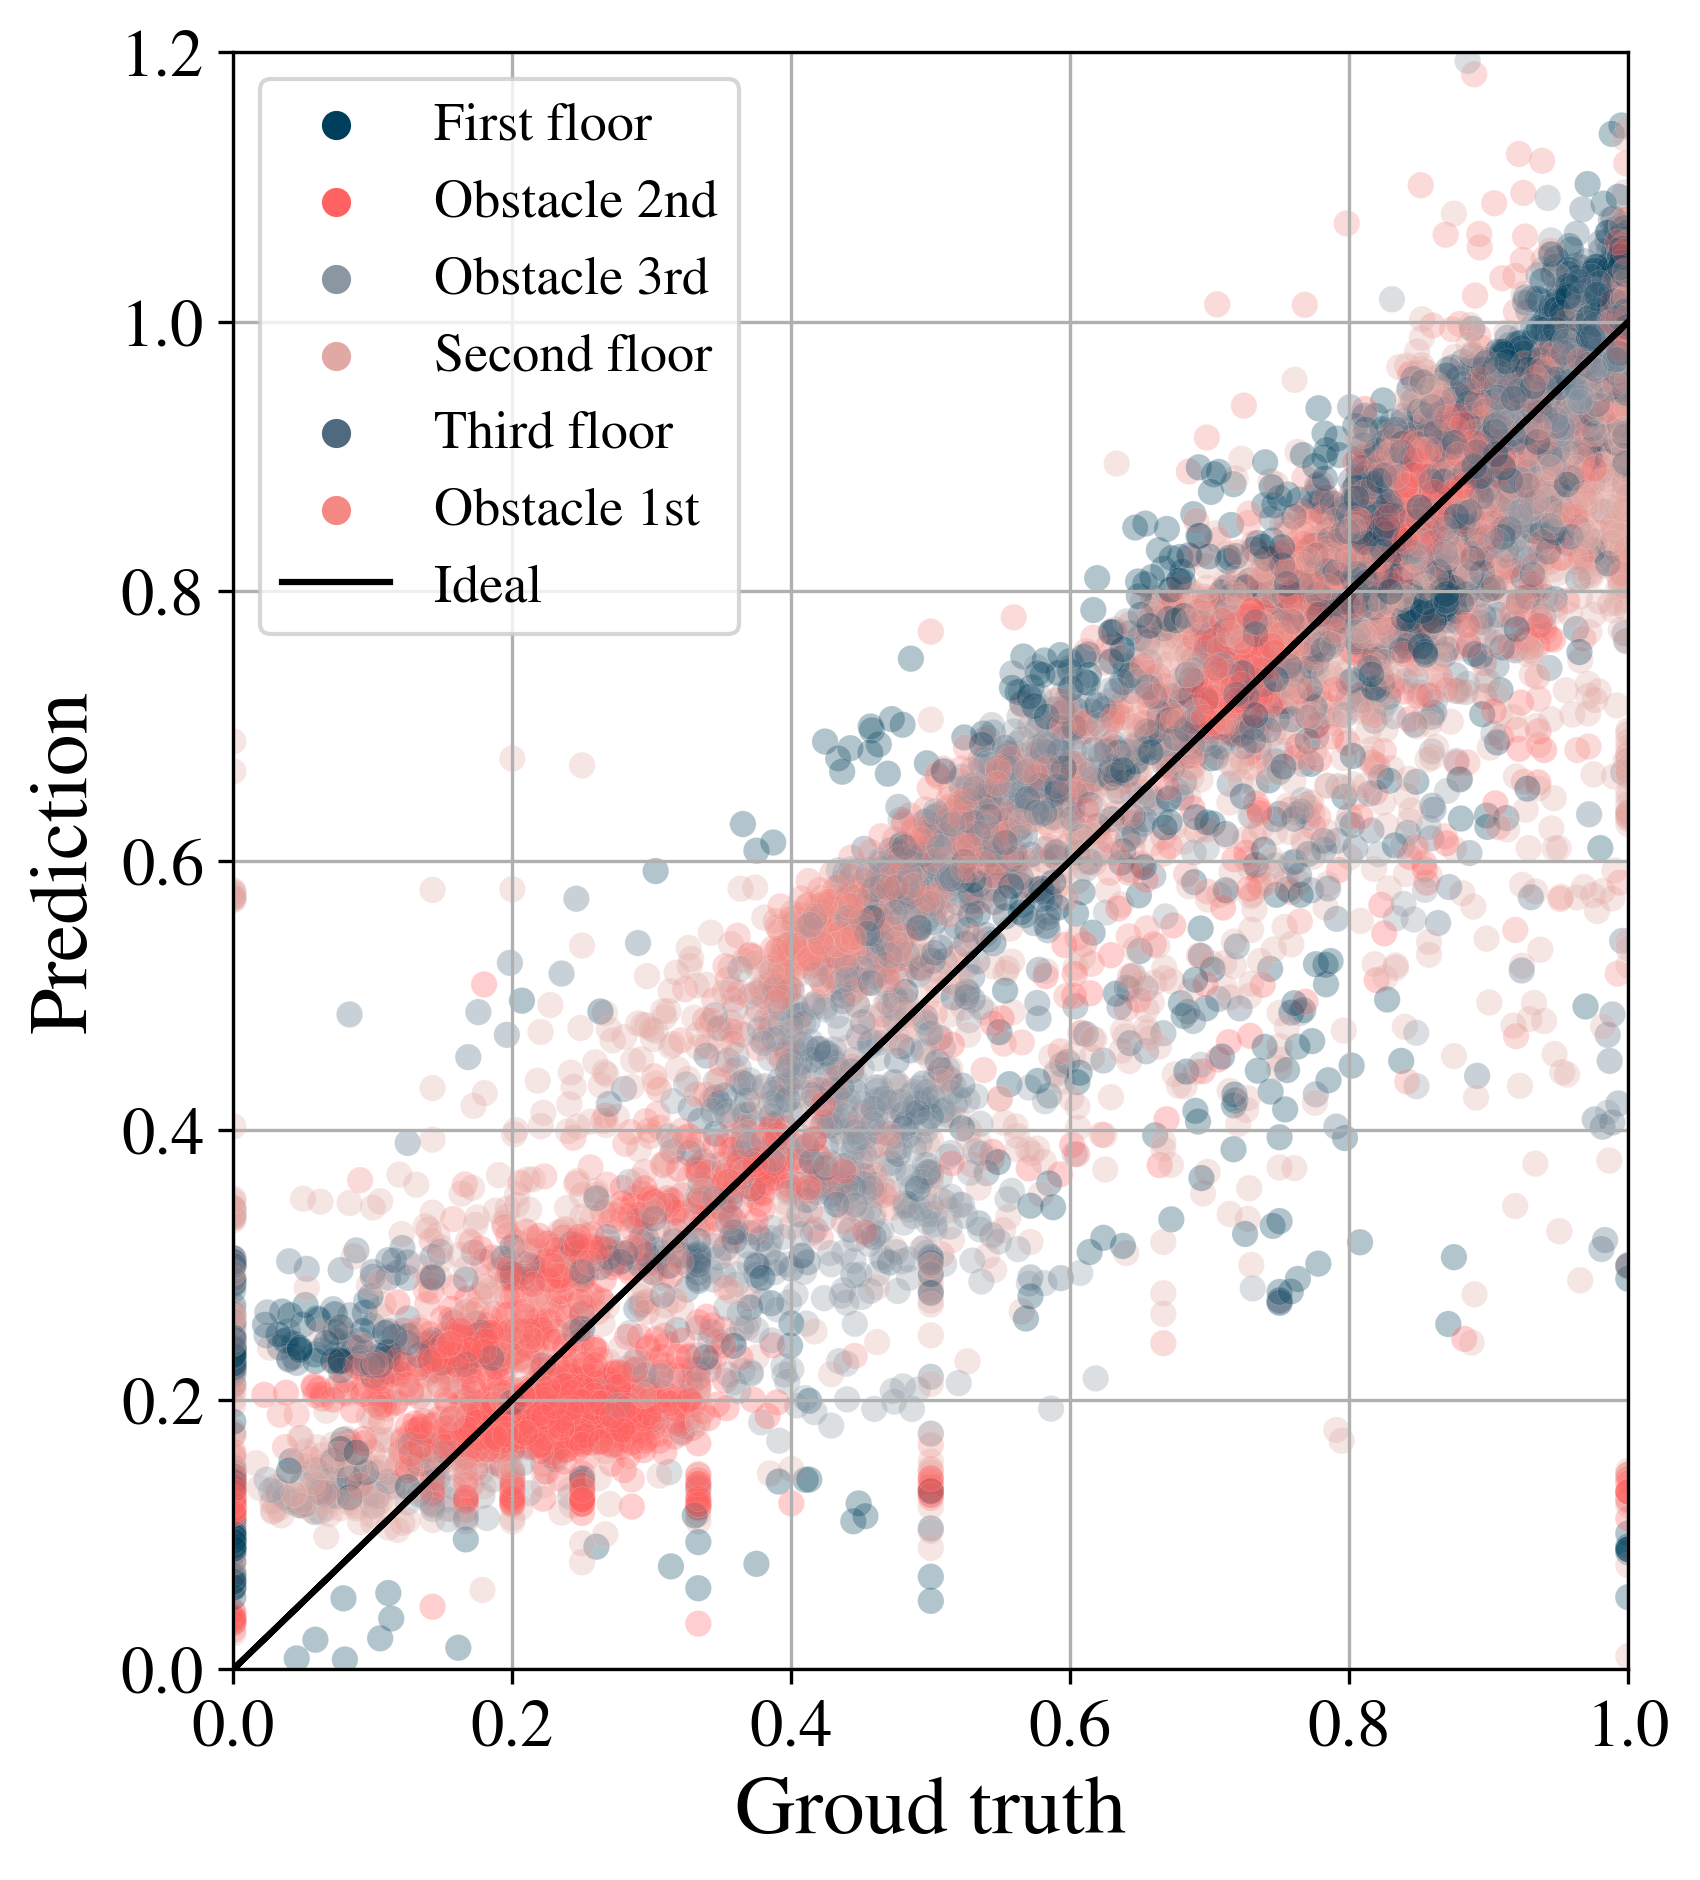 1.2
1.0
0.8
0.6
0.4
0.2
0.0
Prediction
First floor
Obstacle 2nd
Obstacle 3rd
Second floor
Third floor
Obstacle 1st
Ideal
0.0 0.2 0.4 0.6 0.8 1.0
Groud truth